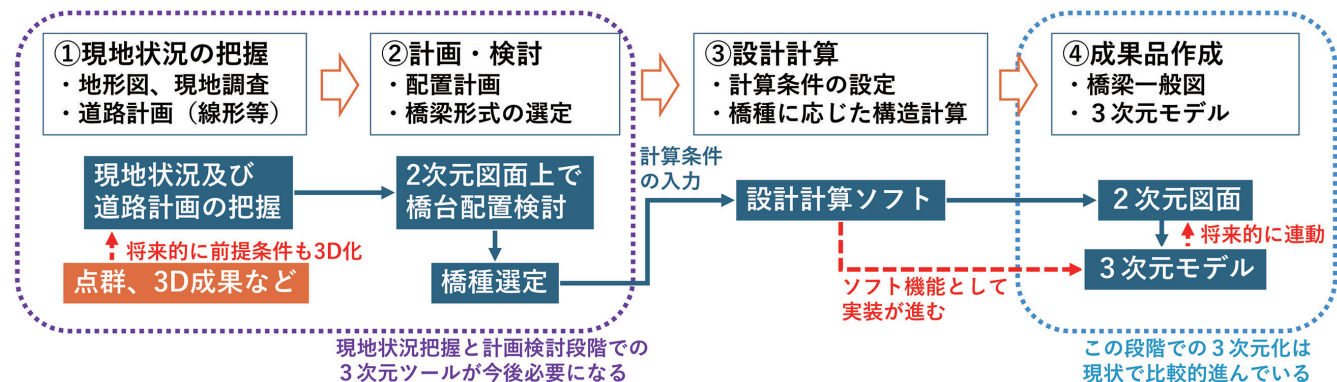 ①現地状況の把握
・地形図、現地調査
・道路計画（線形等）
②計画・検討
・配置計画
・橋梁形式の選定
③設計計算
・計算条件の設定
・橋種に応じた構造計算
④成果品作成
・橋梁一般図
・３次元モデル
現地状況及び
道路計画の把握
将来的に前提条件も3D化
点群、3D成果など
2次元図面上で
橋台配置検討
橋種選定
計算条件
の入力
設計計算ソフト
ソフト機能として
実装が進む
２次元図面
将来的に連動
３次元モデル
現地状況把握と計画検討段階での
３次元ツールが今後必要になる
この段階での３次元化は
現状で比較的進んでいる